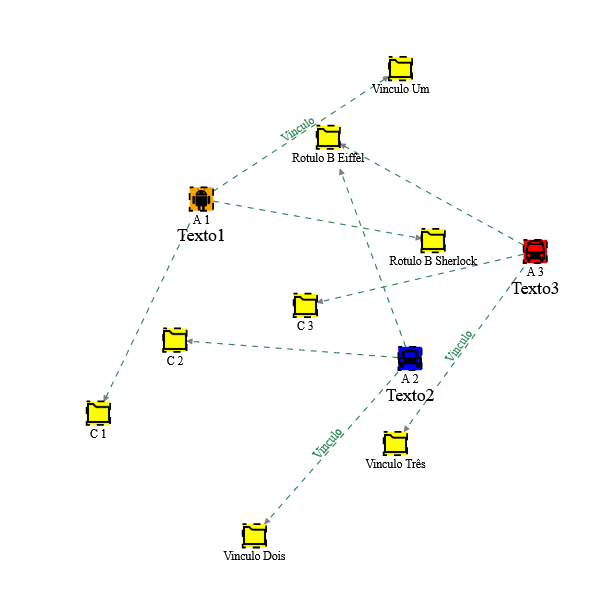 Vinculo Um
Vinculo
Rotulo B Eiffel
A 1
Texto1
Rotulo B Sherlock
A 3
Texto3
C 3
Vinculo
C 2
A 2
Texto2
C 1
Vinculo
Vinculo Três
Vinculo Dois